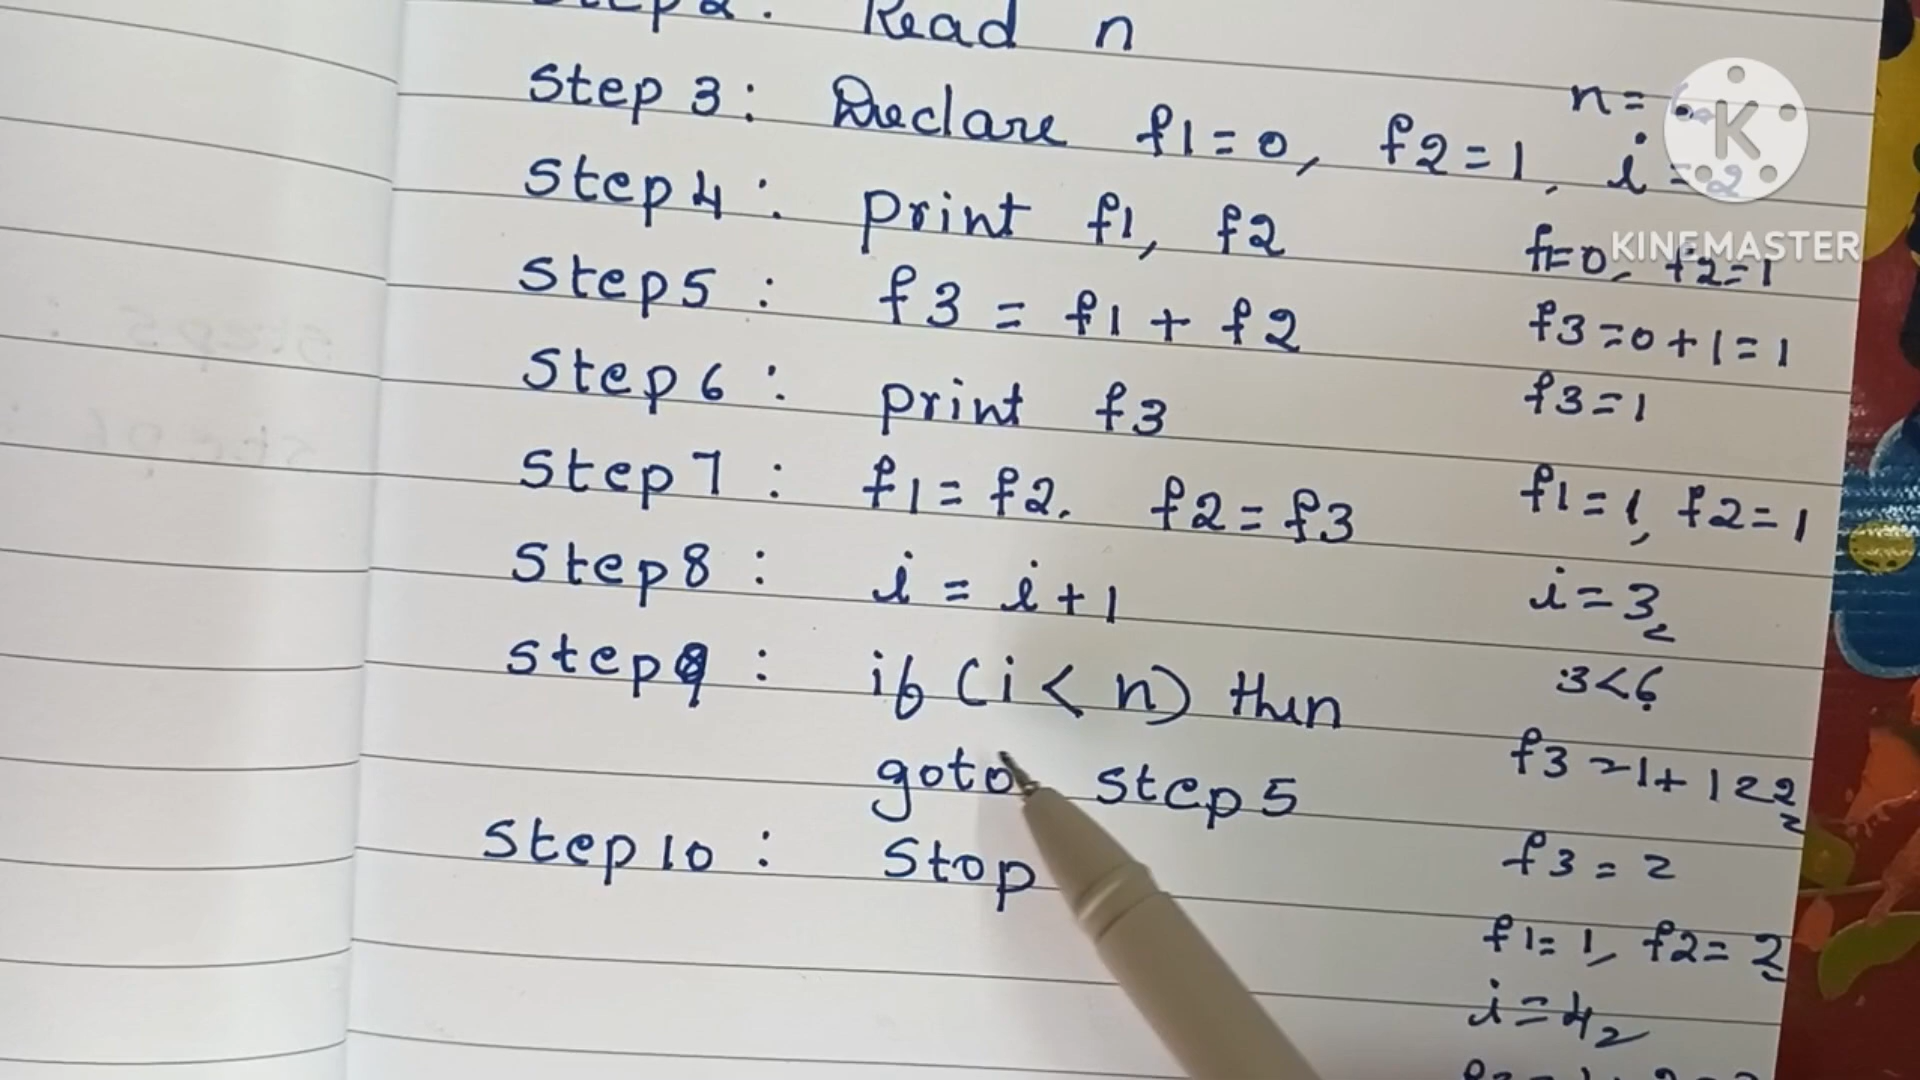 Step 2: Read n
Step 3: Declare f1=0, f2=1, i=2
Step 4: print f1, f2
Step 5: f3 = f1 + f2
Step 6: print f3
Step 7: f1 = f2. f2 = f3
Step 8: i = i+1
Step 9: if (i < n) then
goto step 5
Step 10: Stop
n=6
f1=0, f2=1
f3=0+1=1
f3=1
f1=1, f2=1
i=3
3<6
f3=1+1=2
f3=2
f1=1, f2=2
i=4
K
KINEMASTER